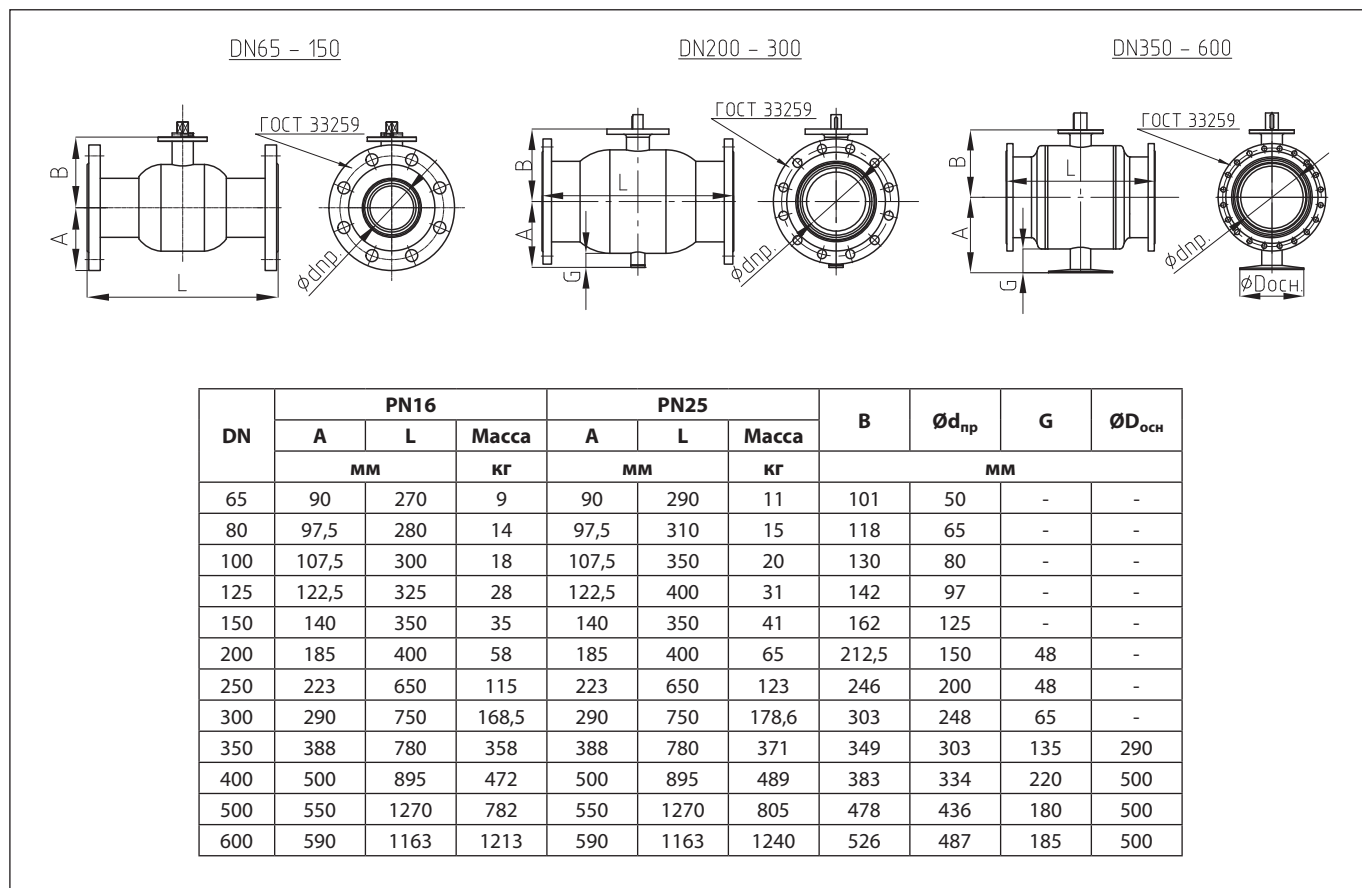 DN65 – 150
DN200 – 300
DN350 – 600
ГОСТ 33259
B
A
L
φdпр.
ГОСТ 33259
B
L
A
G
φdпр.
ГОСТ 33259
B
L
A
G
φdпр.
φDосн.
DN PN16 PN25 B Ødпр G ØDосн
A L Масса A L Масса
мм кг мм кг мм
65 90 270 9 90 290 11 101 50 - -
80 97,5 280 14 97,5 310 15 118 65 - -
100 107,5 300 18 107,5 350 20 130 80 - -
125 122,5 325 28 122,5 400 31 142 97 - -
150 140 350 35 140 350 41 162 125 - -
200 185 400 58 185 400 65 212,5 150 48 -
250 223 650 115 223 650 123 246 200 48 -
300 290 750 168,5 290 750 178,6 303 248 65 -
350 388 780 358 388 780 371 349 303 135 290
400 500 895 472 500 895 489 383 334 220 500
500 550 1270 782 550 1270 805 478 436 180 500
600 590 1163 1213 590 1163 1240 526 487 185 500